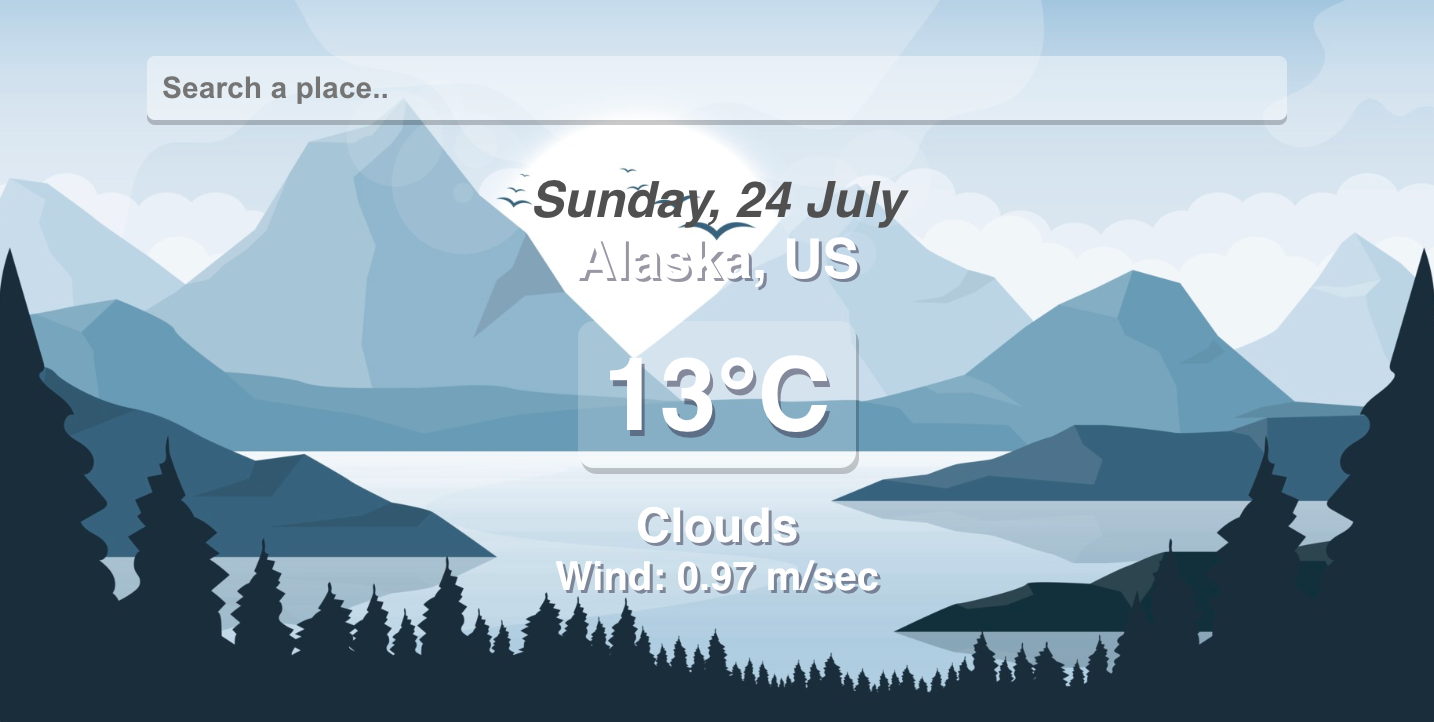 Search a place..
Sunday, 24 July
Alaska, US
13°C
Clouds
Wind: 0.97 m/sec